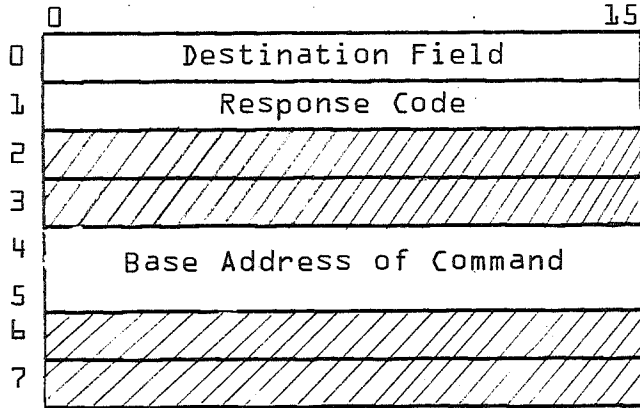 0 15
0 Destination Field
1 Response Code
2
3
4
Base Address of Command
5
6
7